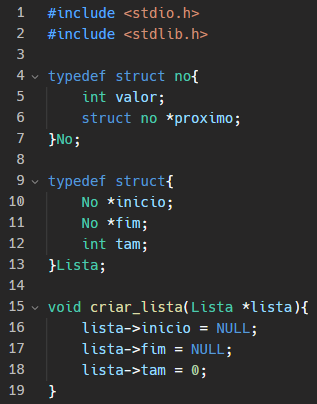 1 #include <stdio.h>
2 #include <stdlib.h>
3
4 typedef struct no{
5     int valor;
6     struct no *proximo;
7 }No;
8
9 typedef struct{
10     No *inicio;
11     No *fim;
12     int tam;
13 }Lista;
14
15 void criar_lista(Lista *lista){
16     lista->inicio = NULL;
17     lista->fim = NULL;
18     lista->tam = 0;
19 }